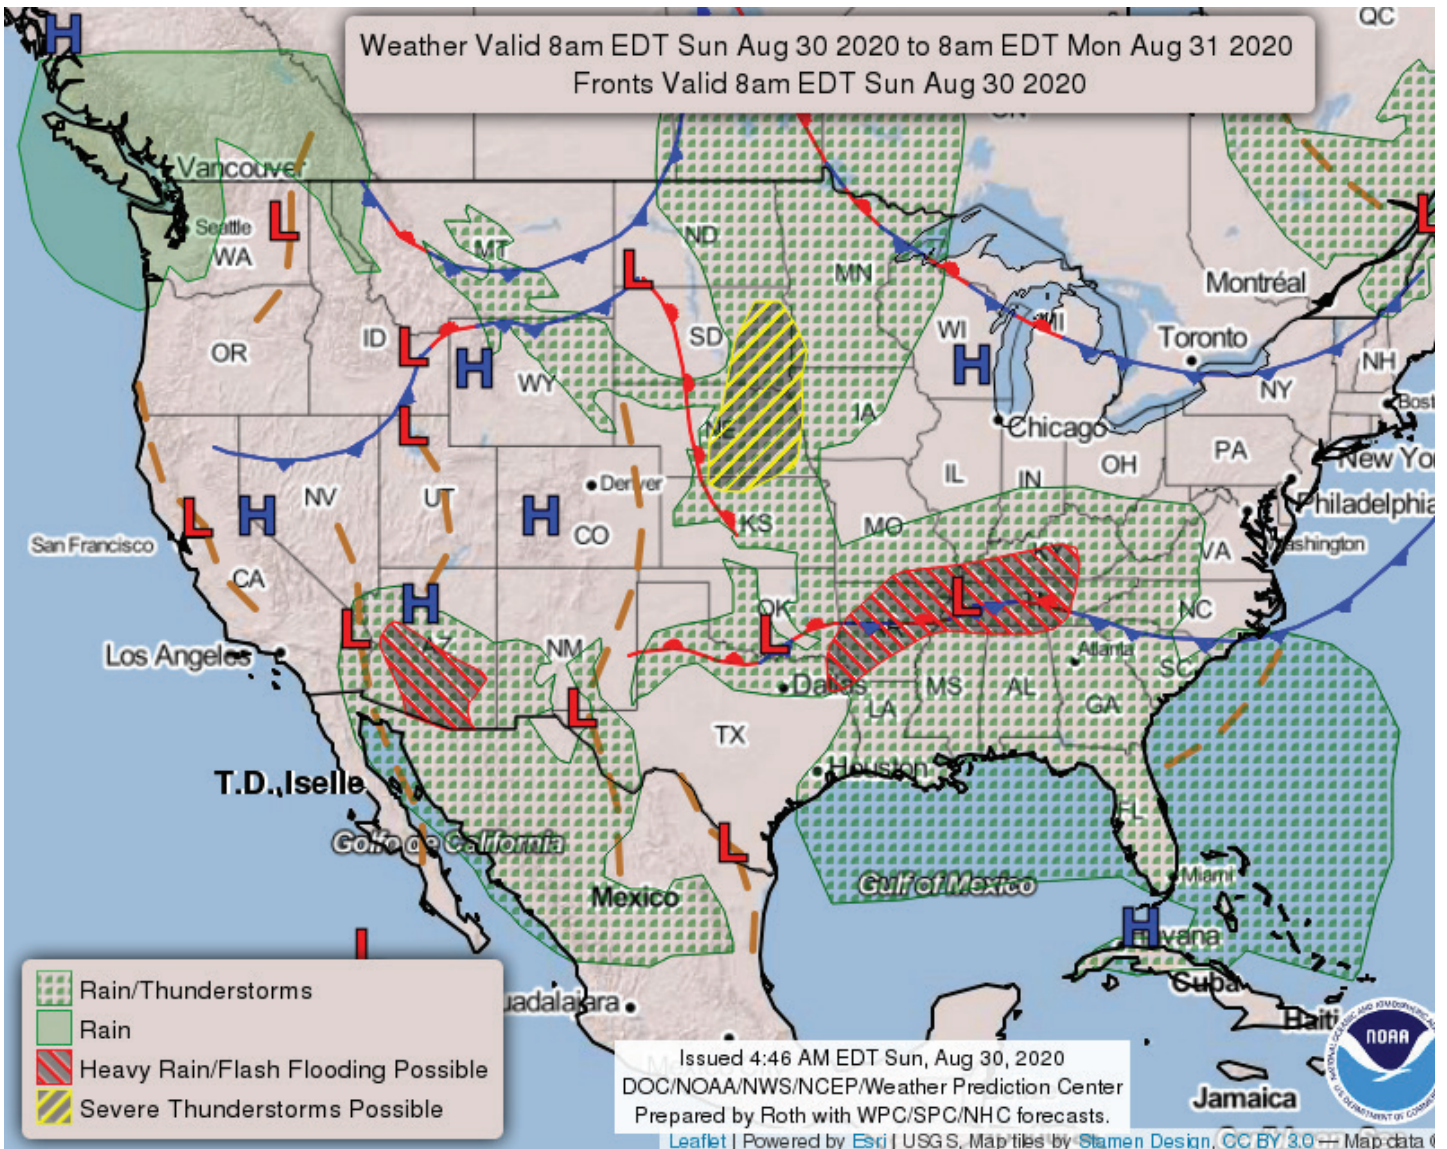 H
QC
Weather Valid 8am EDT Sun Aug 30 2020 to 8am EDT Mon Aug 31 2020
Fronts Valid 8am EDT Sun Aug 30 2020
Vancouver
L
Seattle
WA
MT
ND
MN
L
L
Montréal
OR
ID
L
H
WY
SD
WI
H
MI
Toronto
NY
NH
L
NE
IA
Chicago
Bost
New Yor
PA
OH
IN
IL
Philadelphia
NV
UT
Denver
H
H
CO
KS
MO
VA
ashington
L
San Francisco
CA
H
OK
L
NC
L
Los Angeles
AZ
NM
L
Atlanta
SC
Dallas
LA
MS
AL
GA
L
TX
Houston
T.D. Iselle
FL
Golfo de California
L
Gulf of Mexico
Miami
Mexico
H
Havana
L
Cuba
Rain/Thunderstorms
Rain
Heavy Rain/Flash Flooding Possible
Severe Thunderstorms Possible
uadalajara
Haiti
NOAA
Jamaica
Issued 4:46 AM EDT Sun, Aug 30, 2020
DOC/NOAA/NWS/NCEP/Weather Prediction Center
Prepared by Roth with WPC/SPC/NHC forecasts.
Leaflet | Powered by Esri | USGS, Map tiles by Stamen Design, CC BY 3.0 — Map data ©